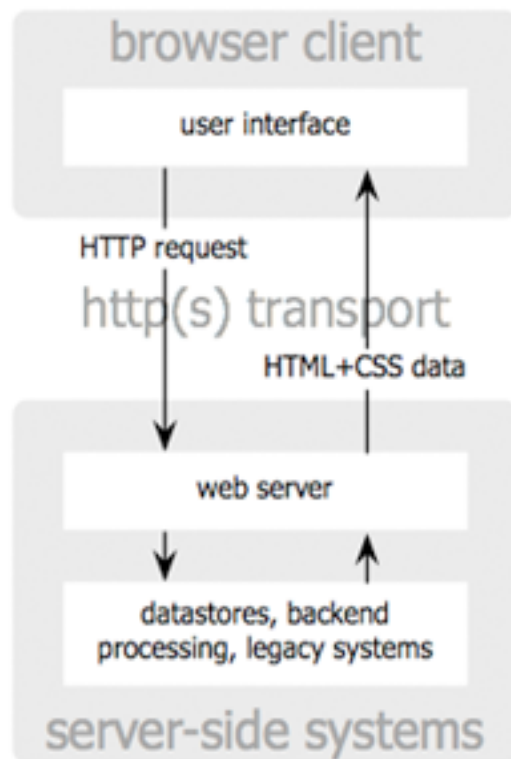 browser client
user interface
HTTP request
http(s) transport
HTML+CSS data
web server
datastores, backend
processing, legacy systems
server-side systems